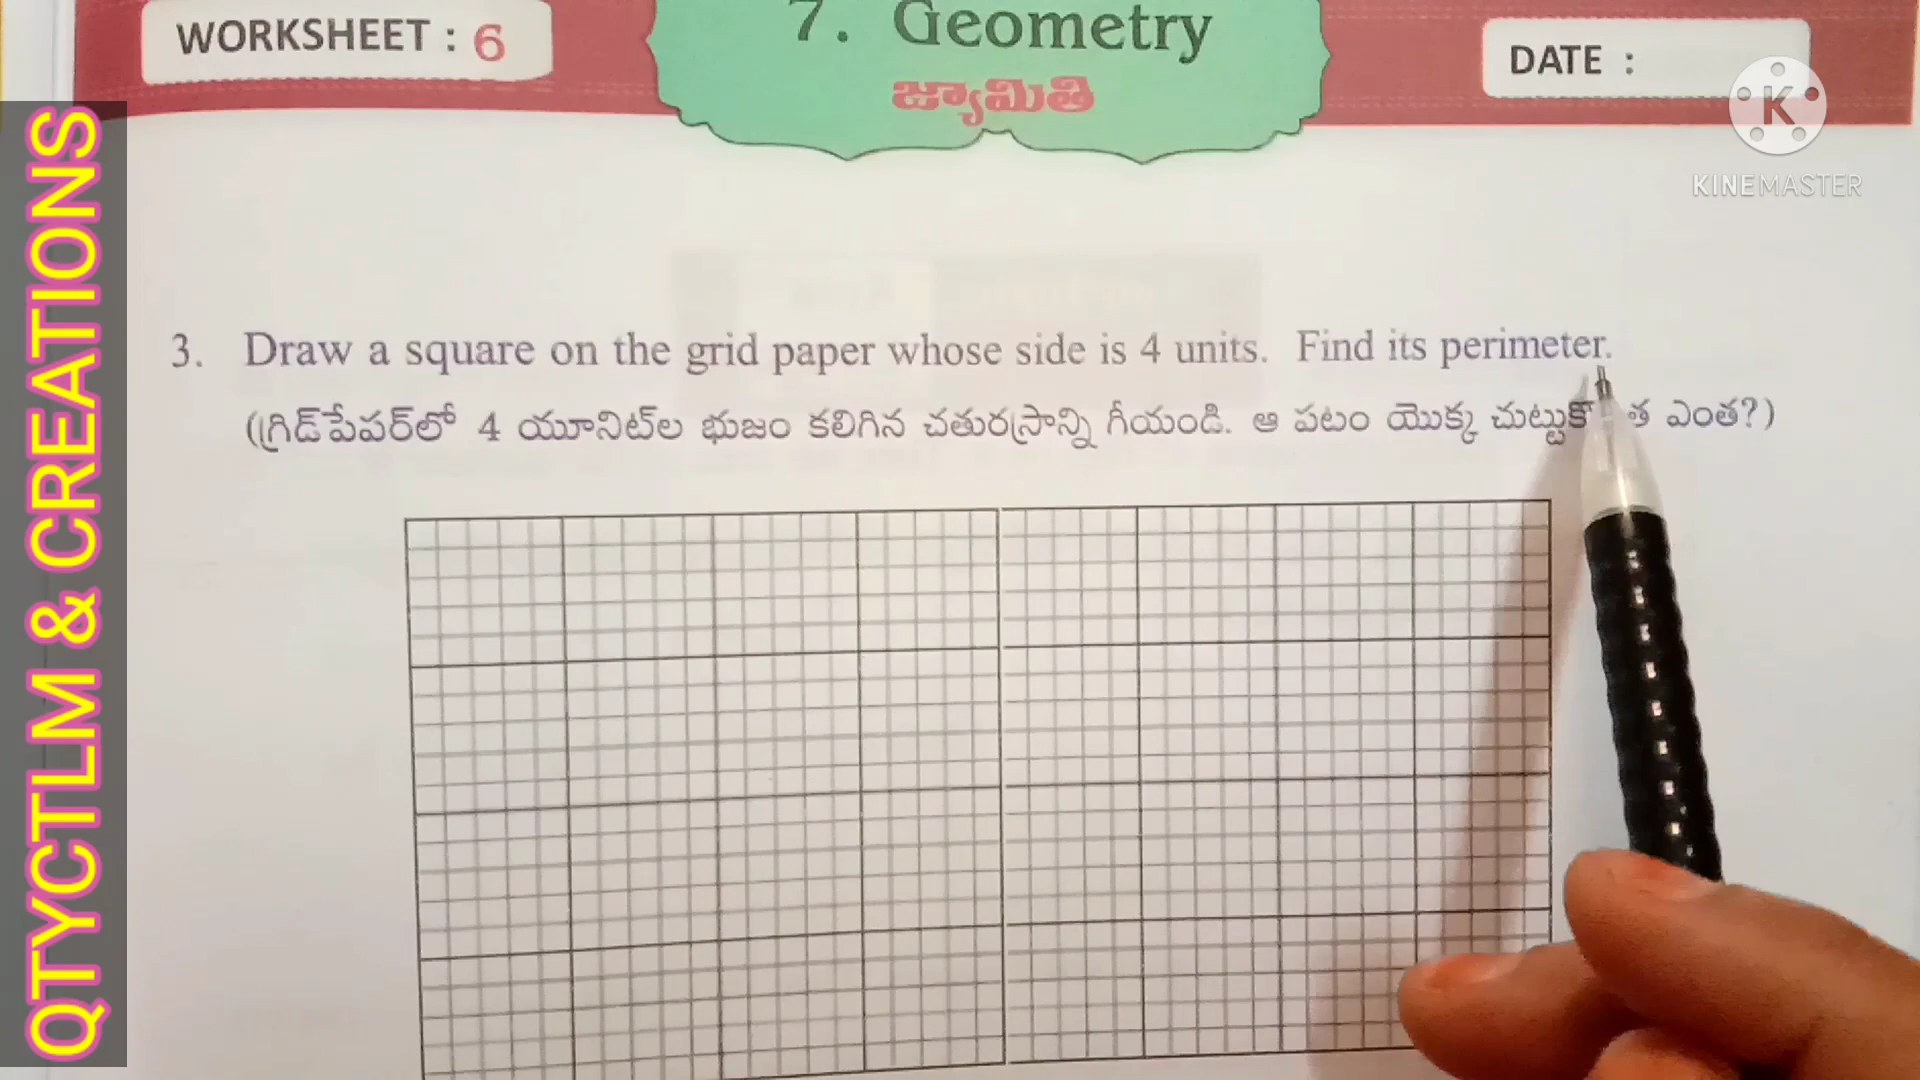 WORKSHEET : 6
7. Geometry
జ్యామితి
DATE :
K
KINEMASTER
3. Draw a square on the grid paper whose side is 4 units. Find its perimeter.
(గ్రిడ్‌పేపర్‌లో 4 యూనిట్‌ల భుజం కలిగిన చతురస్రాన్ని గీయండి. ఆ పటం యొక్క ఎంత?)
QTYCTLM & CREATIONS